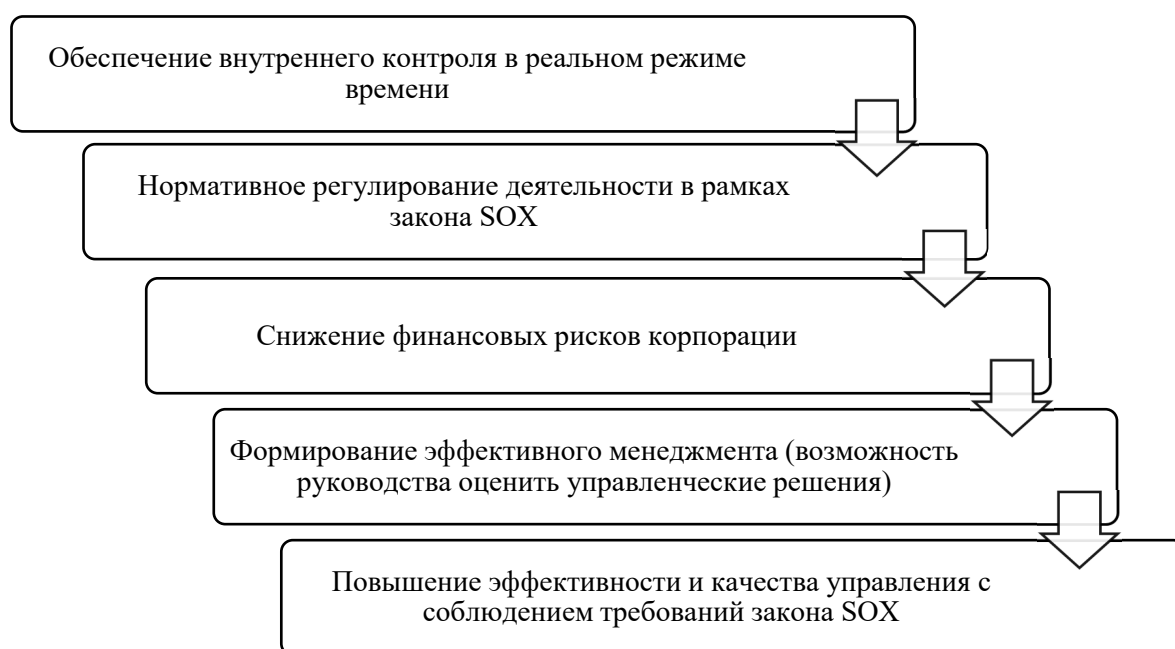 Обеспечение внутреннего контроля в реальном режиме
времени
Нормативное регулирование деятельности в рамках
закона SOX
Снижение финансовых рисков корпорации
Формирование эффективного менеджмента (возможность
руководства оценить управленческие решения)
Повышение эффективности и качества управления с
соблюдением требований закона SOX